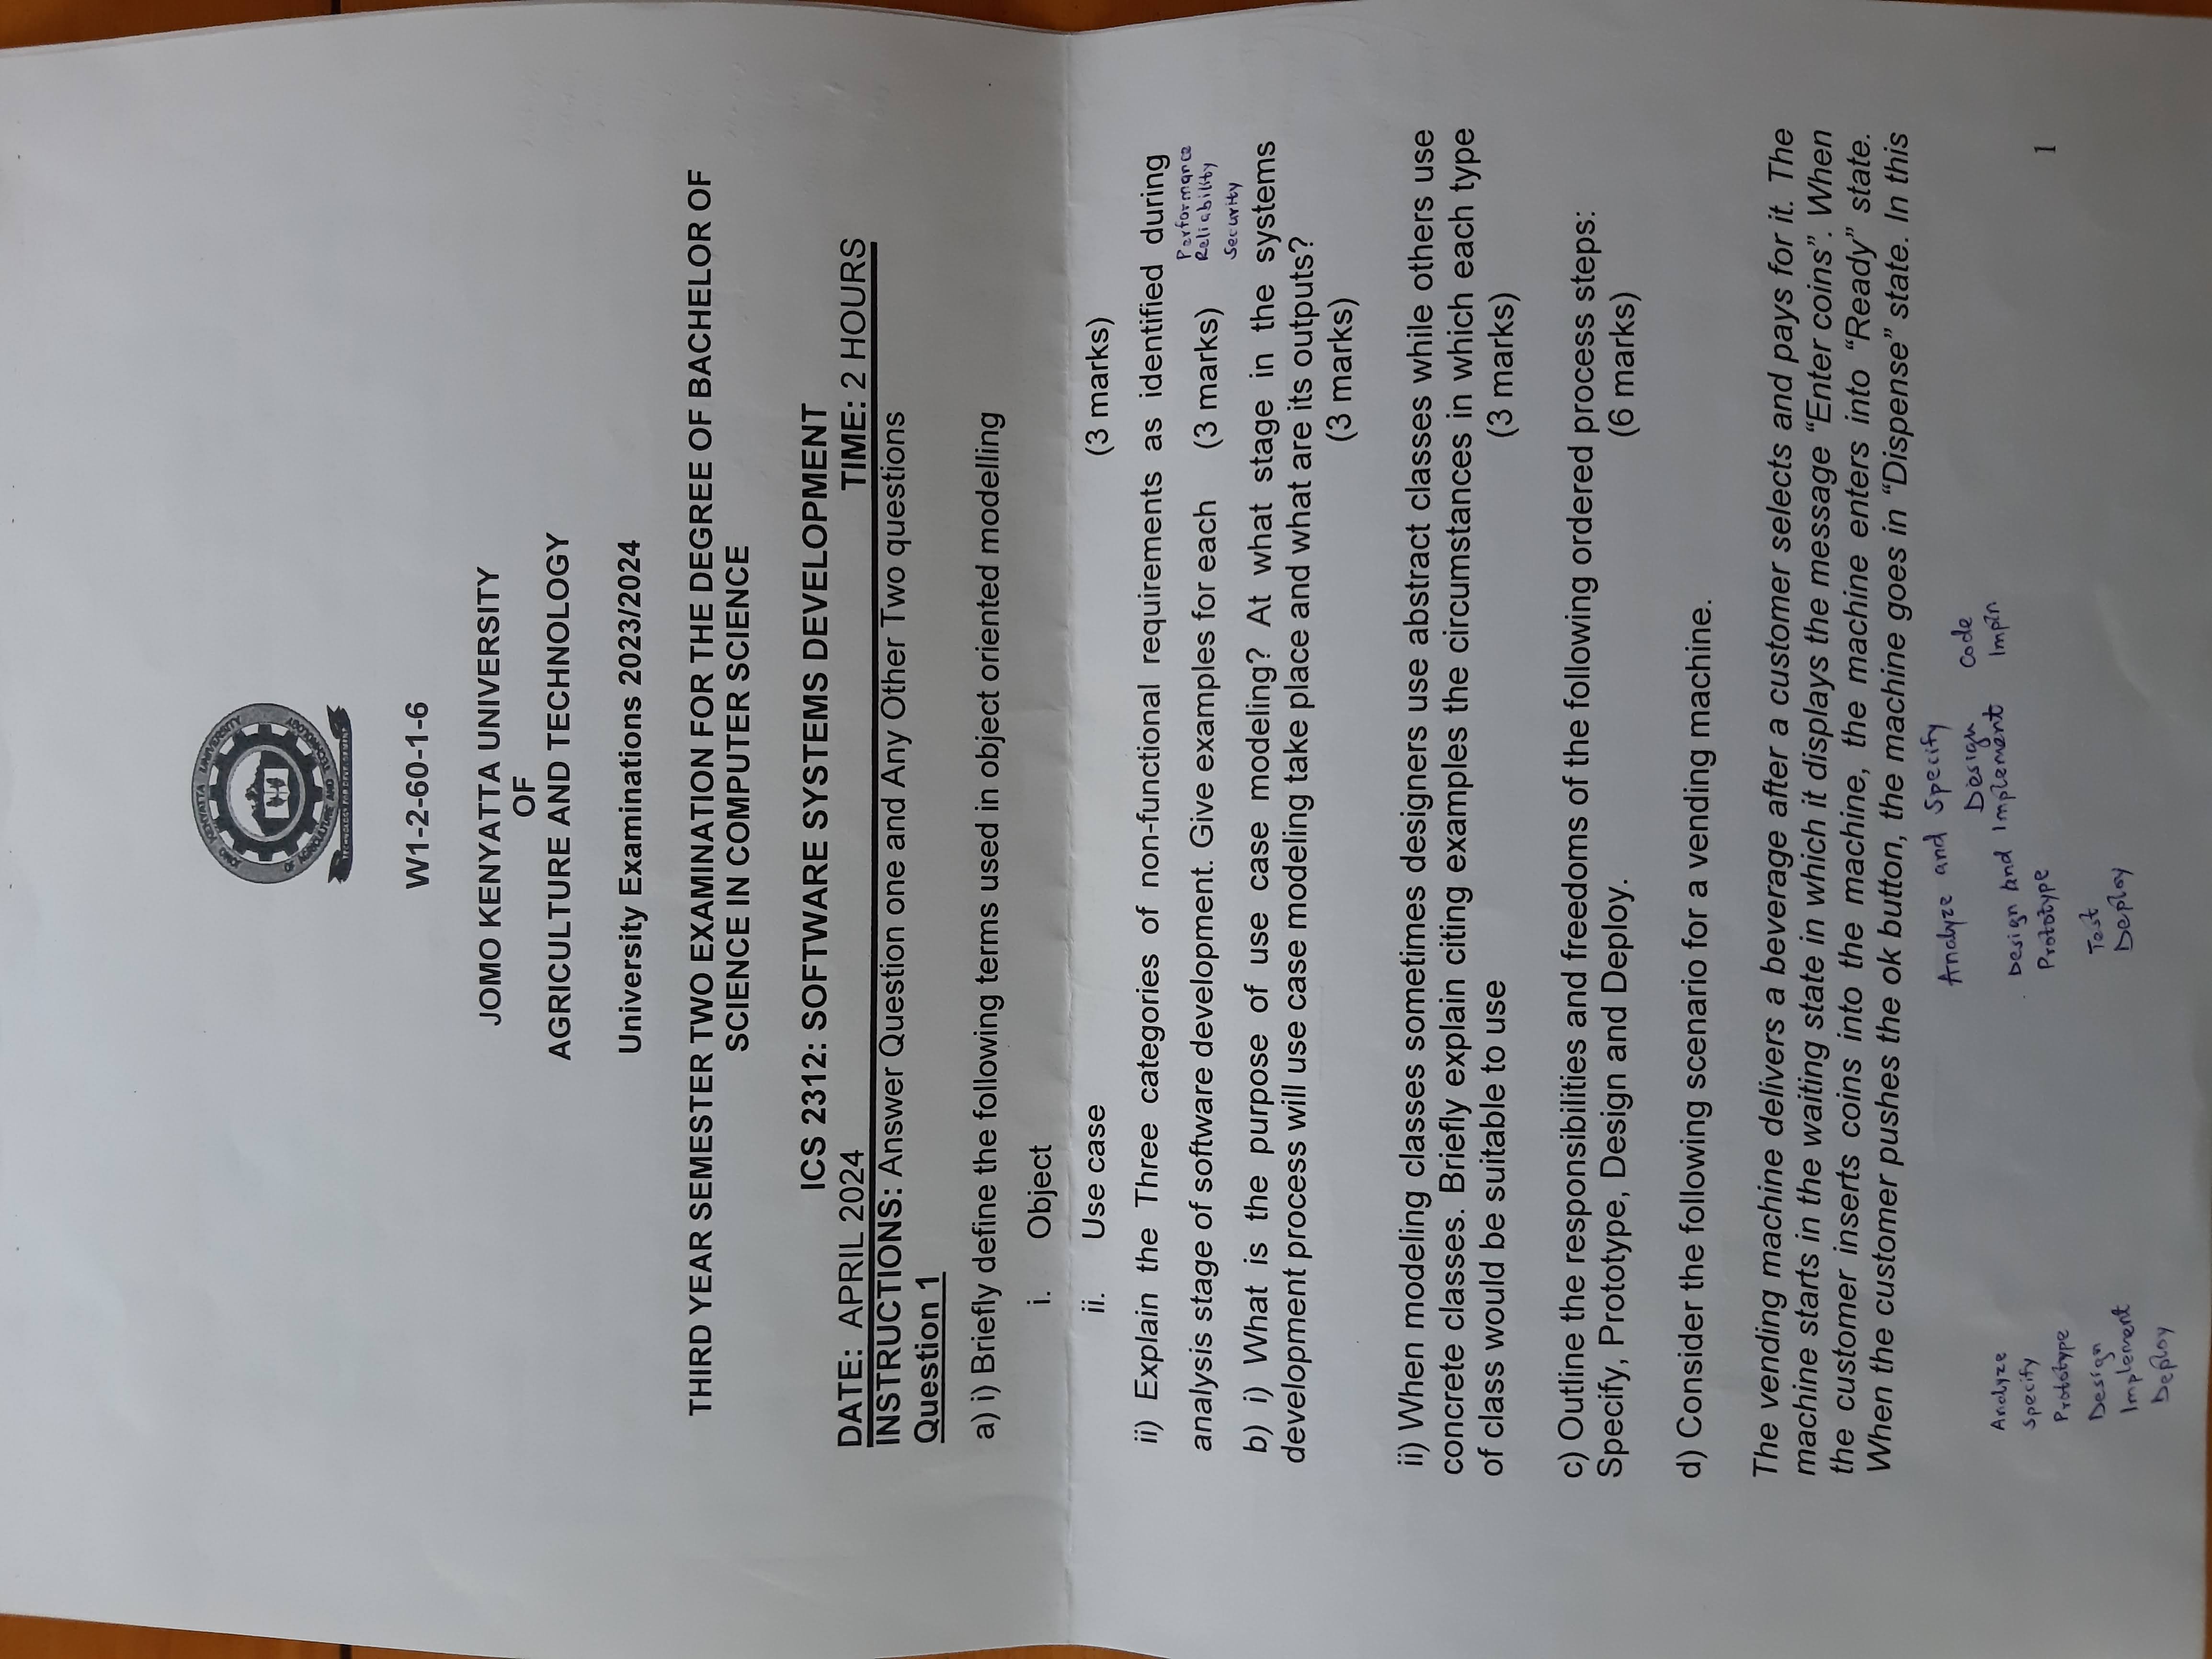 JOMO KENYATTA UNIVERSITY
OF AGRICULTURE AND TECHNOLOGY
TECHNOLOGY FOR DEVELOPMENT
W1-2-60-1-6
JOMO KENYATTA UNIVERSITY
OF
AGRICULTURE AND TECHNOLOGY
University Examinations 2023/2024
THIRD YEAR SEMESTER TWO EXAMINATION FOR THE DEGREE OF BACHELOR OF
SCIENCE IN COMPUTER SCIENCE
ICS 2312: SOFTWARE SYSTEMS DEVELOPMENT
DATE: APRIL 2024 TIME: 2 HOURS
INSTRUCTIONS: Answer Question one and Any Other Two questions
Question 1
a) i) Briefly define the following terms used in object oriented modelling
i. Object
ii. Use case (3 marks)
ii) Explain the Three categories of non-functional requirements as identified during
analysis stage of software development. Give examples for each (3 marks)
Performance
Reliability
Security
b) i) What is the purpose of use case modeling? At what stage in the systems
development process will use case modeling take place and what are its outputs?
(3 marks)
ii) When modeling classes sometimes designers use abstract classes while others use
concrete classes. Briefly explain citing examples the circumstances in which each type
of class would be suitable to use (3 marks)
c) Outline the responsibilities and freedoms of the following ordered process steps:
Specify, Prototype, Design and Deploy. (6 marks)
d) Consider the following scenario for a vending machine.
The vending machine delivers a beverage after a customer selects and pays for it. The
machine starts in the waiting state in which it displays the message “Enter coins”. When
the customer inserts coins into the machine, the machine enters into “Ready” state.
When the customer pushes the ok button, the machine goes in “Dispense” state. In this
Analyze
Specify
Prototype
Design
Implement
Deploy
Analyze and Specify
Design Code
Design and Implement Impln
Prototype
Test
Deploy
1